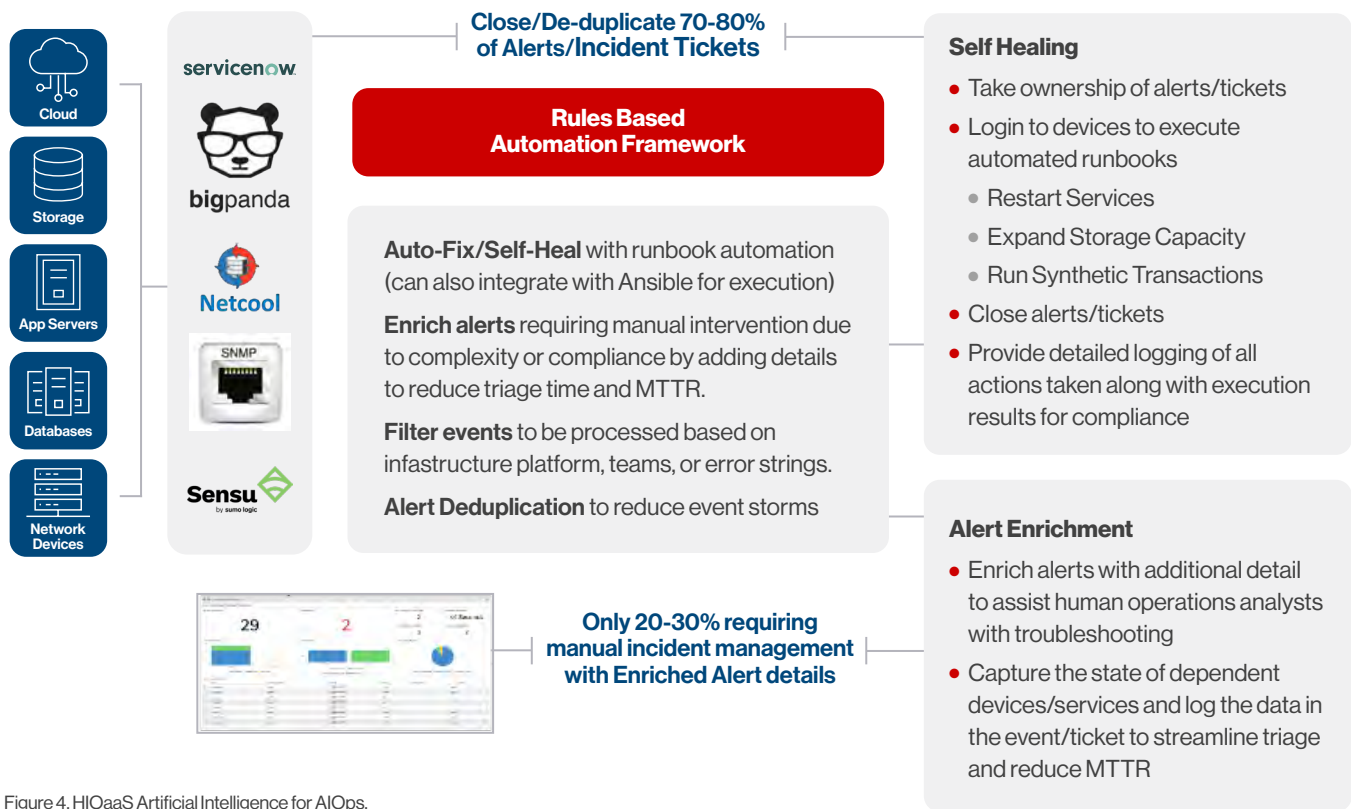 Cloud
Storage
App Servers
Databases
Network
Devices
servicenow
bigpanda
Netcool
SNMP
Sensu
by sumo logic
Close/De-duplicate 70-80%
of Alerts/Incident Tickets
Rules Based
Automation Framework
Auto-Fix/Self-Heal with runbook automation
(can also integrate with Ansible for execution)
Enrich alerts requiring manual intervention due
to complexity or compliance by adding details
to reduce triage time and MTTR.
Filter events to be processed based on
infastructure platform, teams, or error strings.
Alert Deduplication to reduce event storms
29
2
Only 20-30% requiring
manual incident management
with Enriched Alert details
Self Healing
• Take ownership of alerts/tickets
• Login to devices to execute
automated runbooks
• Restart Services
• Expand Storage Capacity
• Run Synthetic Transactions
• Close alerts/tickets
• Provide detailed logging of all
actions taken along with execution
results for compliance
Alert Enrichment
• Enrich alerts with additional detail
to assist human operations analysts
with troubleshooting
• Capture the state of dependent
devices/services and log the data in
the event/ticket to streamline triage
and reduce MTTR
Figure 4. HIOaaS Artificial Intelligence for AIOps.